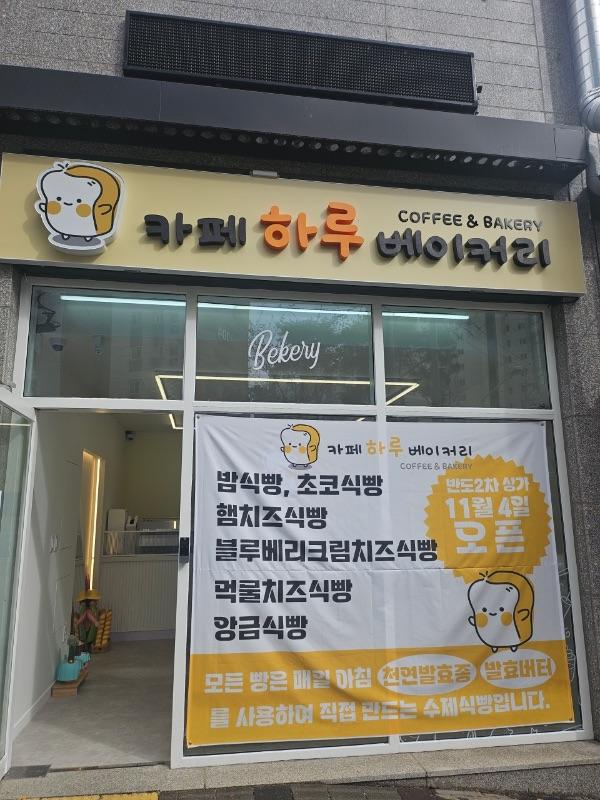 COFFEE & BAKERY
카페 하루 베이커리
Bekery
카페 하루 베이커리
COFFEE & BAKERY
밤식빵, 초코식빵
햄치즈식빵
블루베리크림치즈식빵
먹물치즈식빵
앙금식빵
반도2차 상가
11월 4일
오픈
모든 빵은 매일 아침 천연발효종 발효버터
를 사용하여 직접 만드는 수제식빵입니다.